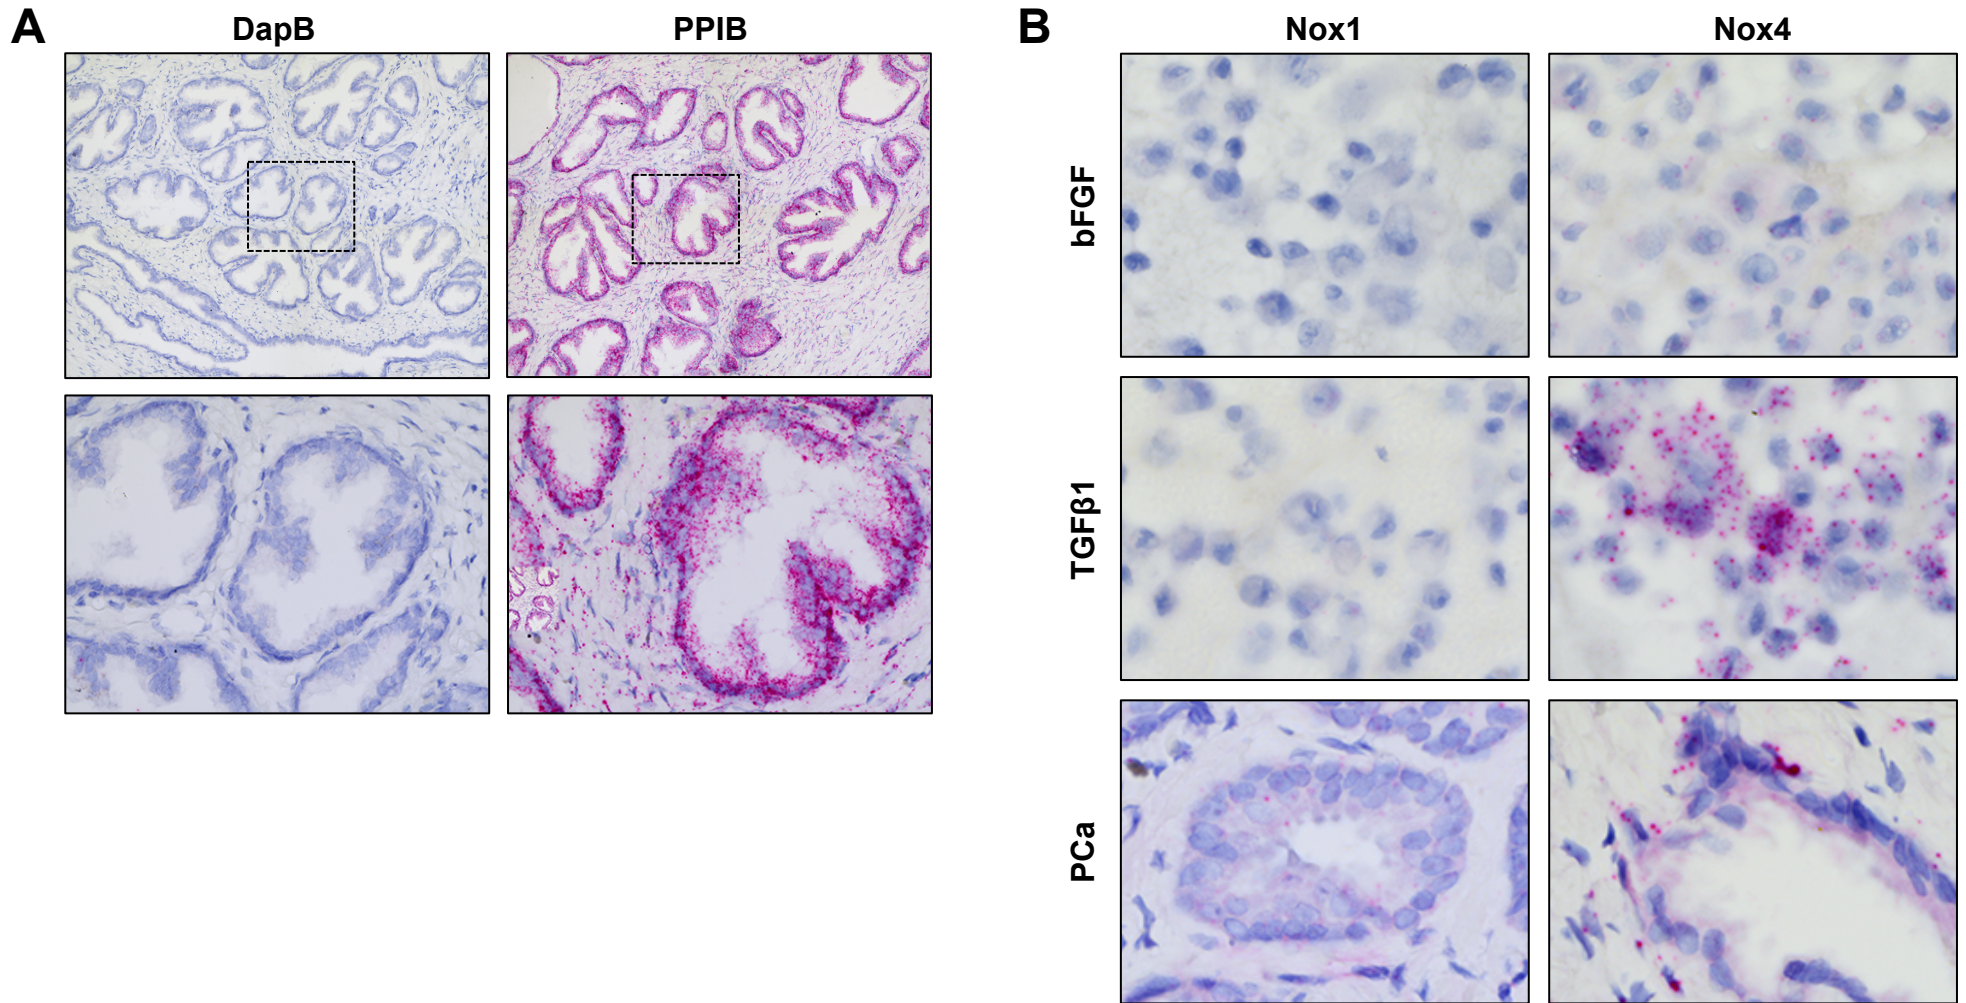 A
DapB
PPIB
B
Nox1
Nox4
bFGF
TGFβ1
PCa